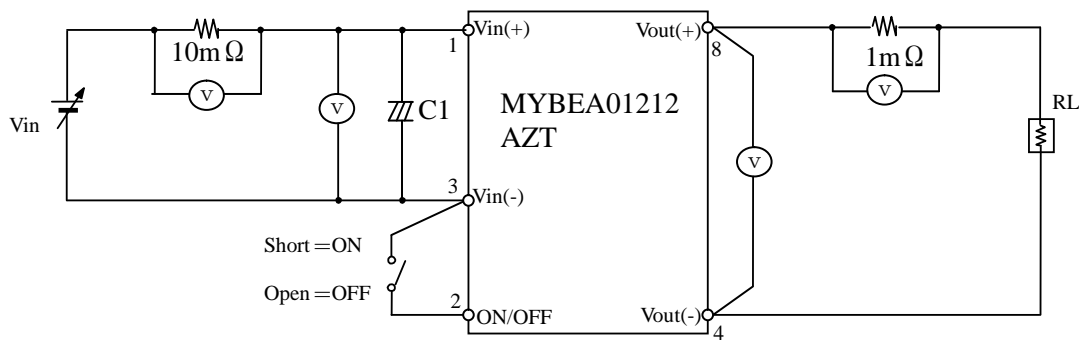 Vin(+)
Vout(+)
1
8
10mΩ
1mΩ
V
V
V
C1
MYBEA01212
AZT
Vin
RL
V
3
Vin(-)
Short=ON
Open=OFF
2
ON/OFF
Vout(-)
4